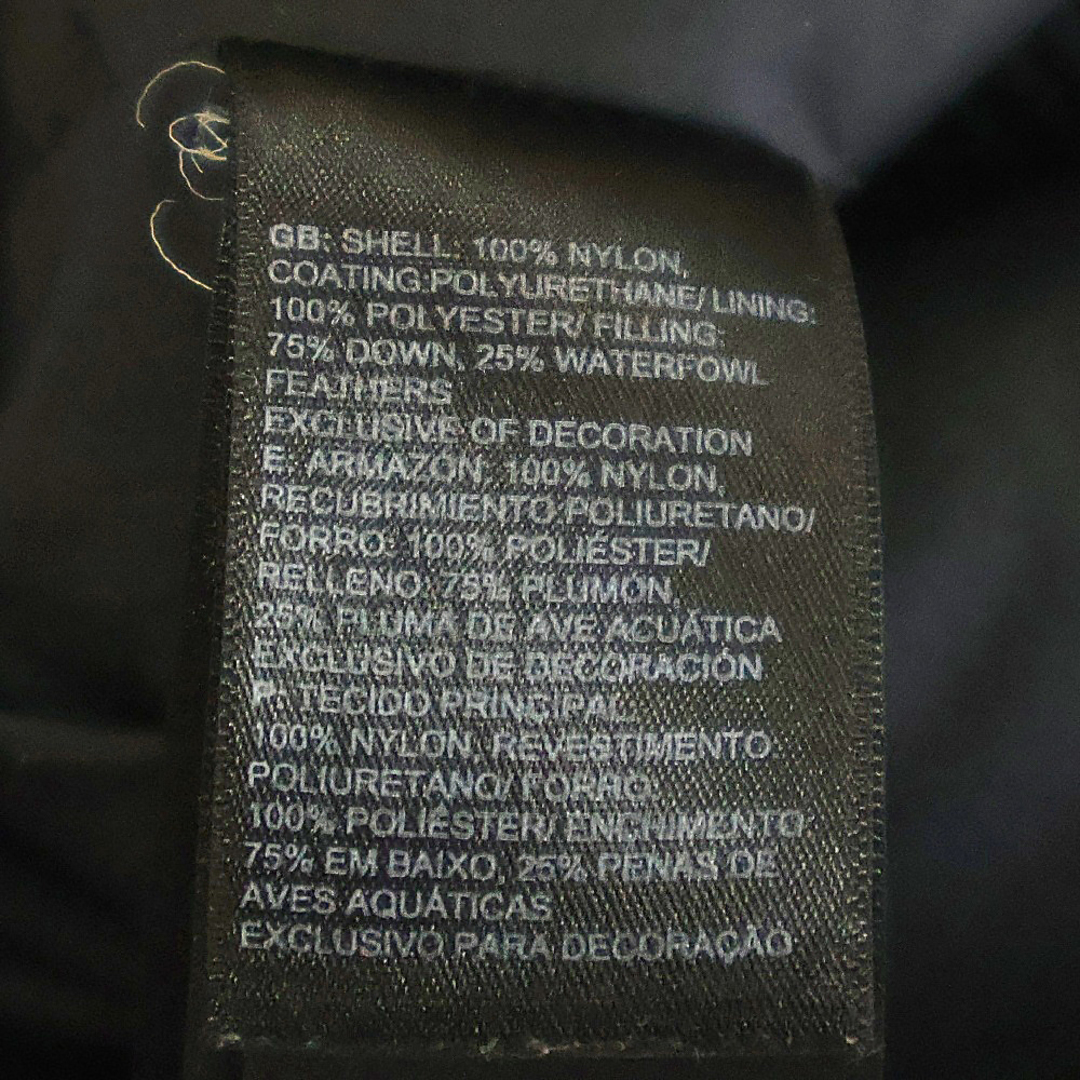 GB: SHELL: 100% NYLON,
COATING:POLYURETHANE/ LINING:
100% POLYESTER/ FILLING:
75% DOWN, 25% WATERFOWL
FEATHERS
EXCLUSIVE OF DECORATION
E: ARMAZÓN: 100% NYLON,
RECUBRIMIENTO:POLIURETANO/
FORRO: 100% POLIÉSTER/
RELLENO: 75% PLUMÓN,
25% PLUMA DE AVE ACUÁTICA
EXCLUSIVO DE DECORACIÓN
P: TECIDO PRINCIPAL:
100% NYLON, REVESTIMENTO:
POLIURETANO/ FORRO:
100% POLIÉSTER/ ENCHIMENTO:
75% EM BAIXO, 25% PENAS DE
AVES AQUÁTICAS
EXCLUSIVO PARA DECORAÇÃO